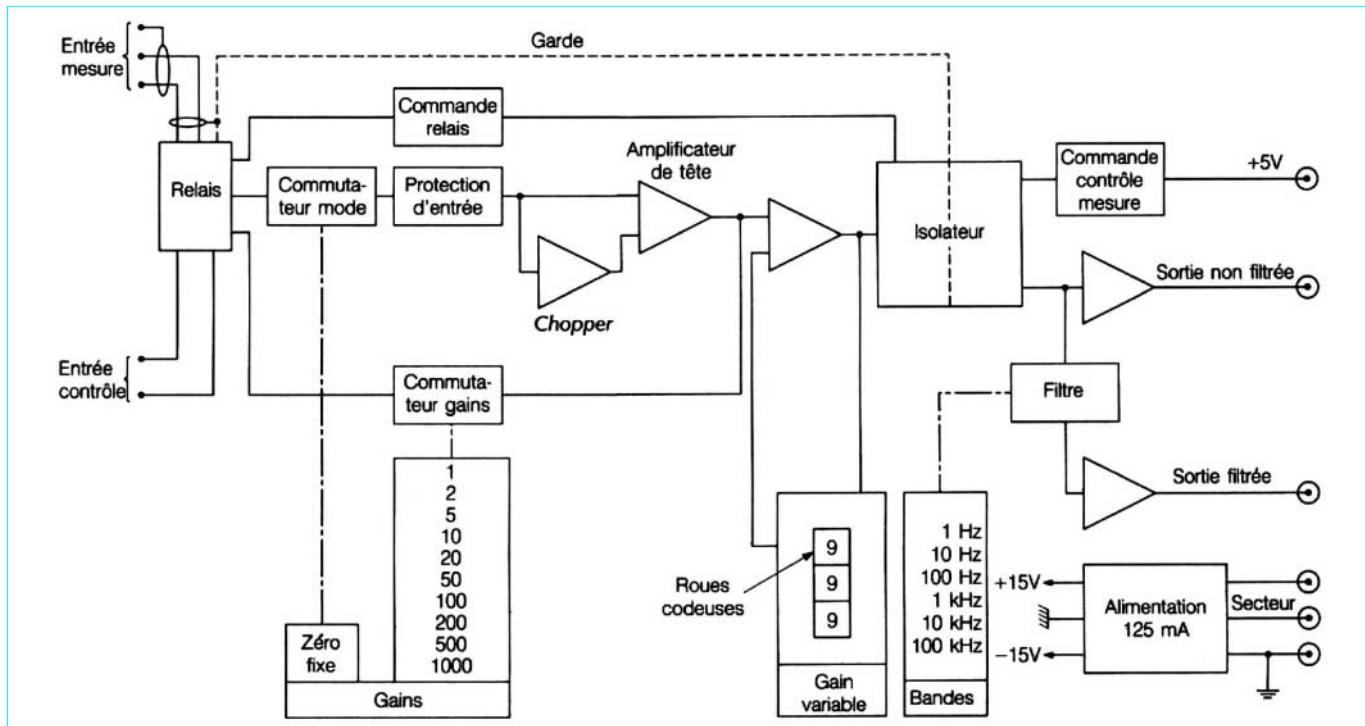 Entrée
mesure
Garde
Commande
relais
Amplificateur
de tête
Relais
Commuta-
teur mode
Protection
d'entrée
Chopper
Isolateur
Commande
contrôle
mesure
+5V
Sortie non filtrée
Entrée
contrôle
Commuta-
teur gains
Filtre
Sortie filtrée
1
2
5
10
20
50
100
200
500
1000
Zéro
fixe
Gains
Roues
codeuses
9
9
9
Gain
variable
1 Hz
10 Hz
100 Hz
1 kHz
10 kHz
100 kHz
Bandes
+15V
−15V
Alimentation
125 mA
Secteur